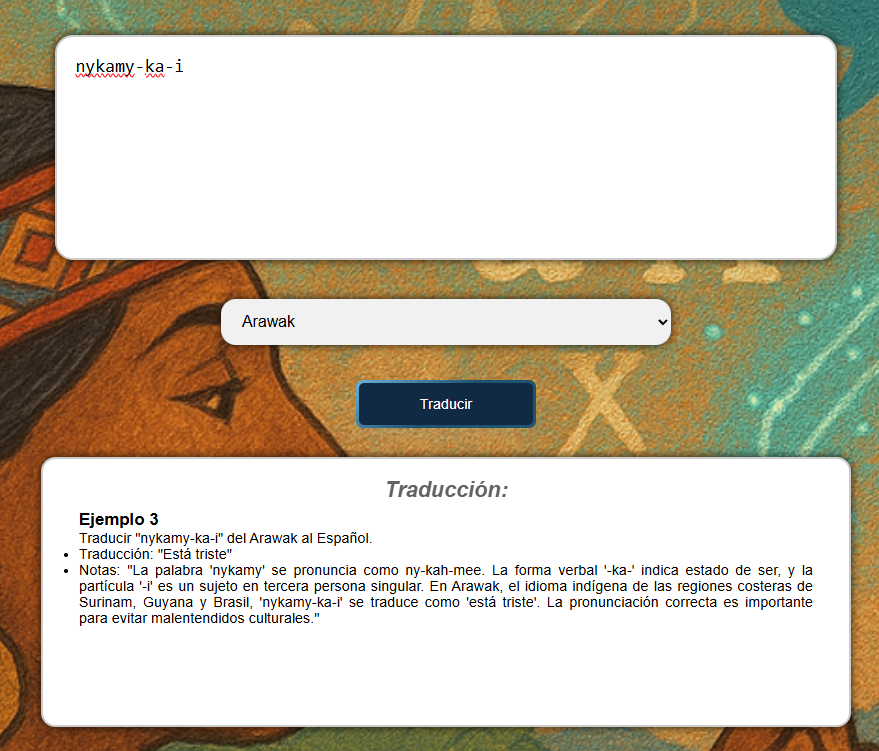 nykamy-ka-i
Arawak
Traducir
Traducción:
Ejemplo 3
Traducir "nykamy-ka-i" del Arawak al Español.
Traducción: "Está triste"
Notas: "La palabra 'nykamy' se pronuncia como ny-kah-mee. La forma verbal '-ka-' indica estado de ser, y la
partícula '-i' es un sujeto en tercera persona singular. En Arawak, el idioma indígena de las regiones costeras de
Surinam, Guyana y Brasil, 'nykamy-ka-i' se traduce como 'está triste'. La pronunciación correcta es importante
para evitar malentendidos culturales."